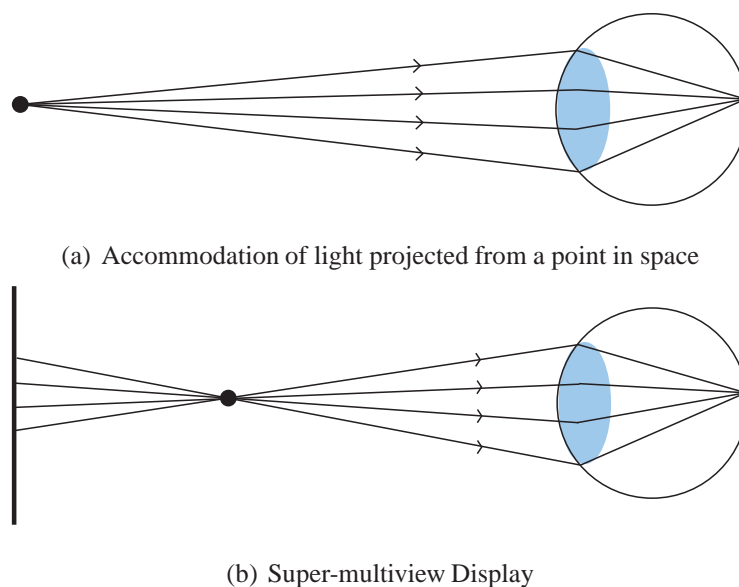 (a) Accommodation of light projected from a point in space
(b) Super-multiview Display